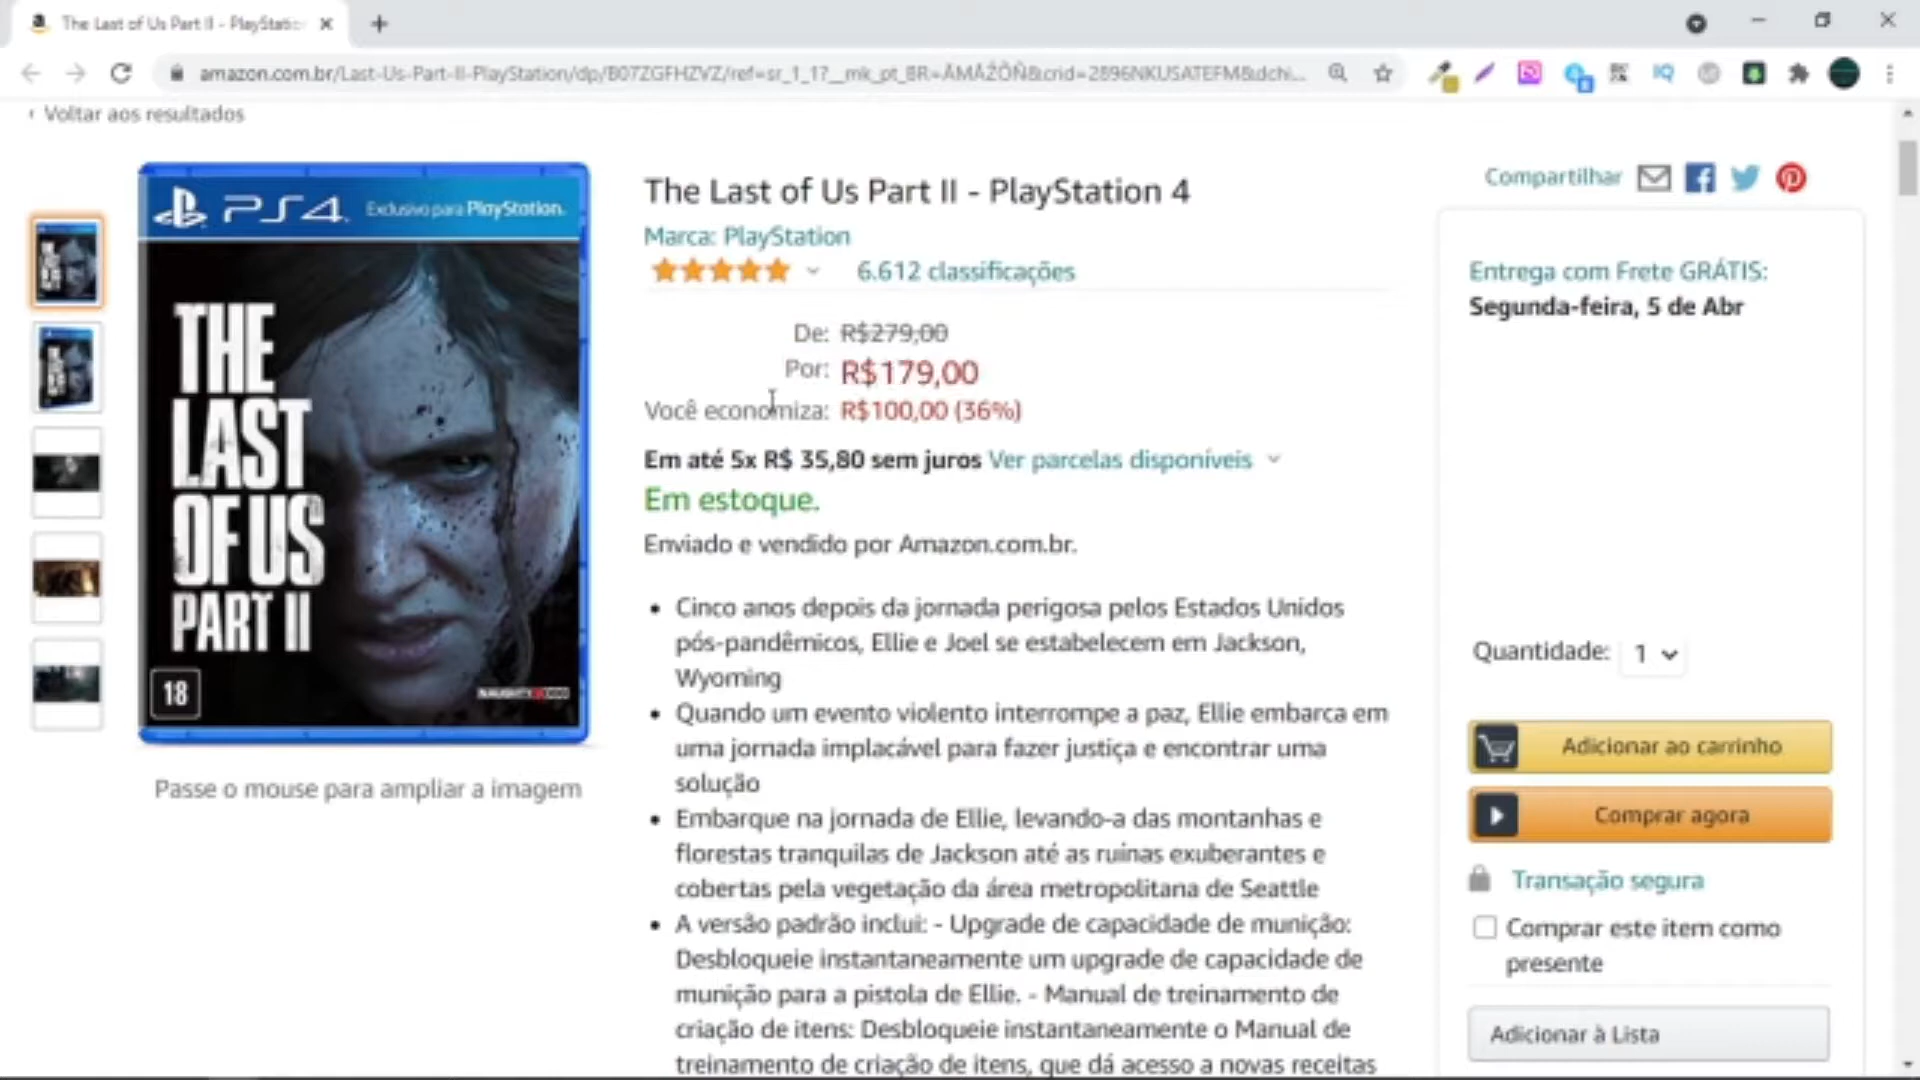 The Last of Us Part II - PlayStatio
amazon.com.br/Last-Us-Part-II-PlayStation/dp/B07ZGFHZVZ/ref=sr_1_1?__mk_pt_BR=ÅMÅŽÕÑ&crid=2896NKUSATEFM&dchi...
‹ Voltar aos resultados
PS4 Exclusivo para PlayStation.
THE
LAST
OF US
PART II
18
NAUGHTY DOG
Passe o mouse para ampliar a imagem
The Last of Us Part II - PlayStation 4
Marca: PlayStation
6.612 classificações
De: R$279,00
Por: R$179,00
Você economiza: R$100,00 (36%)
Em até 5x R$ 35,80 sem juros Ver parcelas disponíveis
Em estoque.
Enviado e vendido por Amazon.com.br.
• Cinco anos depois da jornada perigosa pelos Estados Unidos
pós-pandêmicos, Ellie e Joel se estabelecem em Jackson,
Wyoming
• Quando um evento violento interrompe a paz, Ellie embarca em
uma jornada implacável para fazer justiça e encontrar uma
solução
• Embarque na jornada de Ellie, levando-a das montanhas e
florestas tranquilas de Jackson até as ruínas exuberantes e
cobertas pela vegetação da área metropolitana de Seattle
• A versão padrão inclui: - Upgrade de capacidade de munição:
Desbloqueie instantaneamente um upgrade de capacidade de
munição para a pistola de Ellie. - Manual de treinamento de
criação de itens: Desbloqueie instantaneamente o Manual de
treinamento de criação de itens, que dá acesso a novas receitas
Compartilhar
Entrega com Frete GRÁTIS:
Segunda-feira, 5 de Abr
Quantidade: 1
Adicionar ao carrinho
Comprar agora
Transação segura
Comprar este item como
presente
Adicionar à Lista